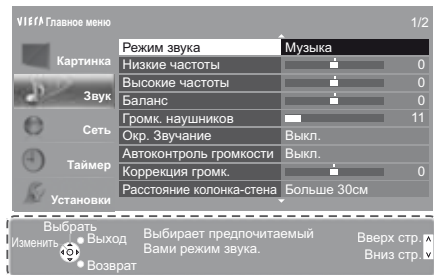 VIErA Главное меню 1/2
Картинка
Звук
Сеть
Таймер
Установки
Режим звука Музыка
Низкие частоты 0
Высокие частоты 0
Баланс 0
Громк. наушников 11
Окр. Звучание Выкл.
Автоконтроль громкости Выкл.
Коррекция громк. 0
Расстояние колонка-стена Больше 30см
Выбрать
Изменить
Выход
Возврат
Выбирает предпочитаемый
Вами режим звука.
Вверх стр.
Вниз стр.